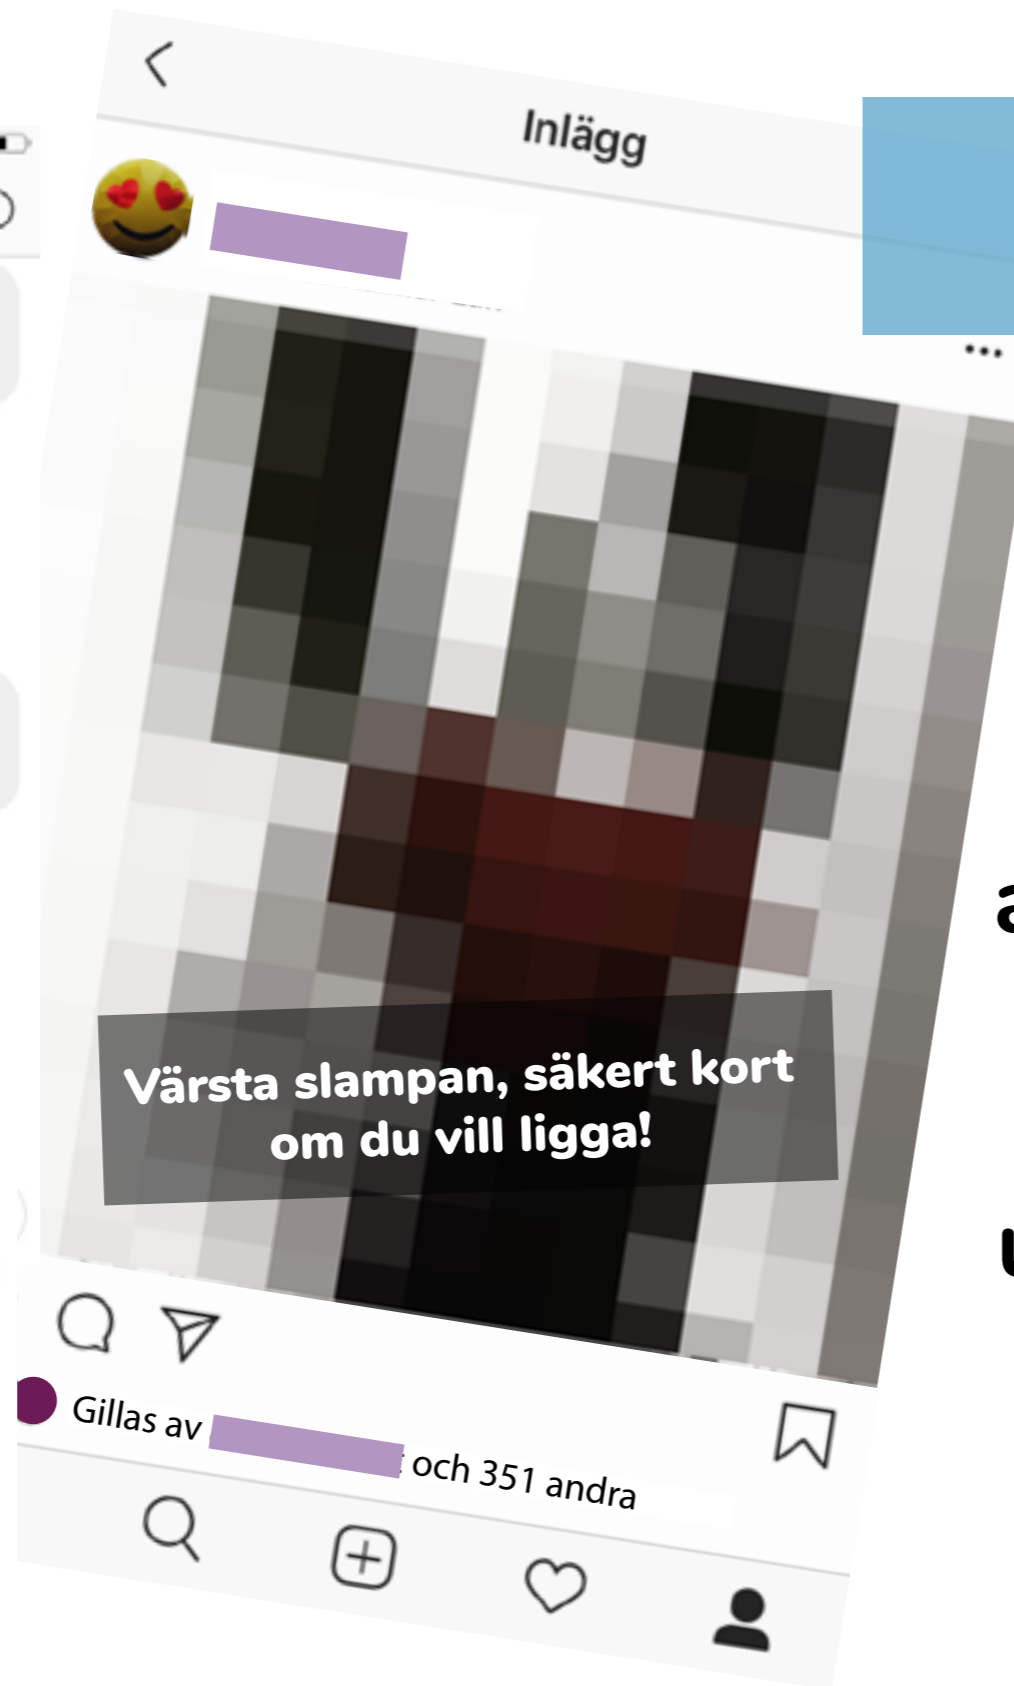 Inlägg
Värsta slampan, säkert kort
om du vill ligga!
Gillas av
och 351 andra